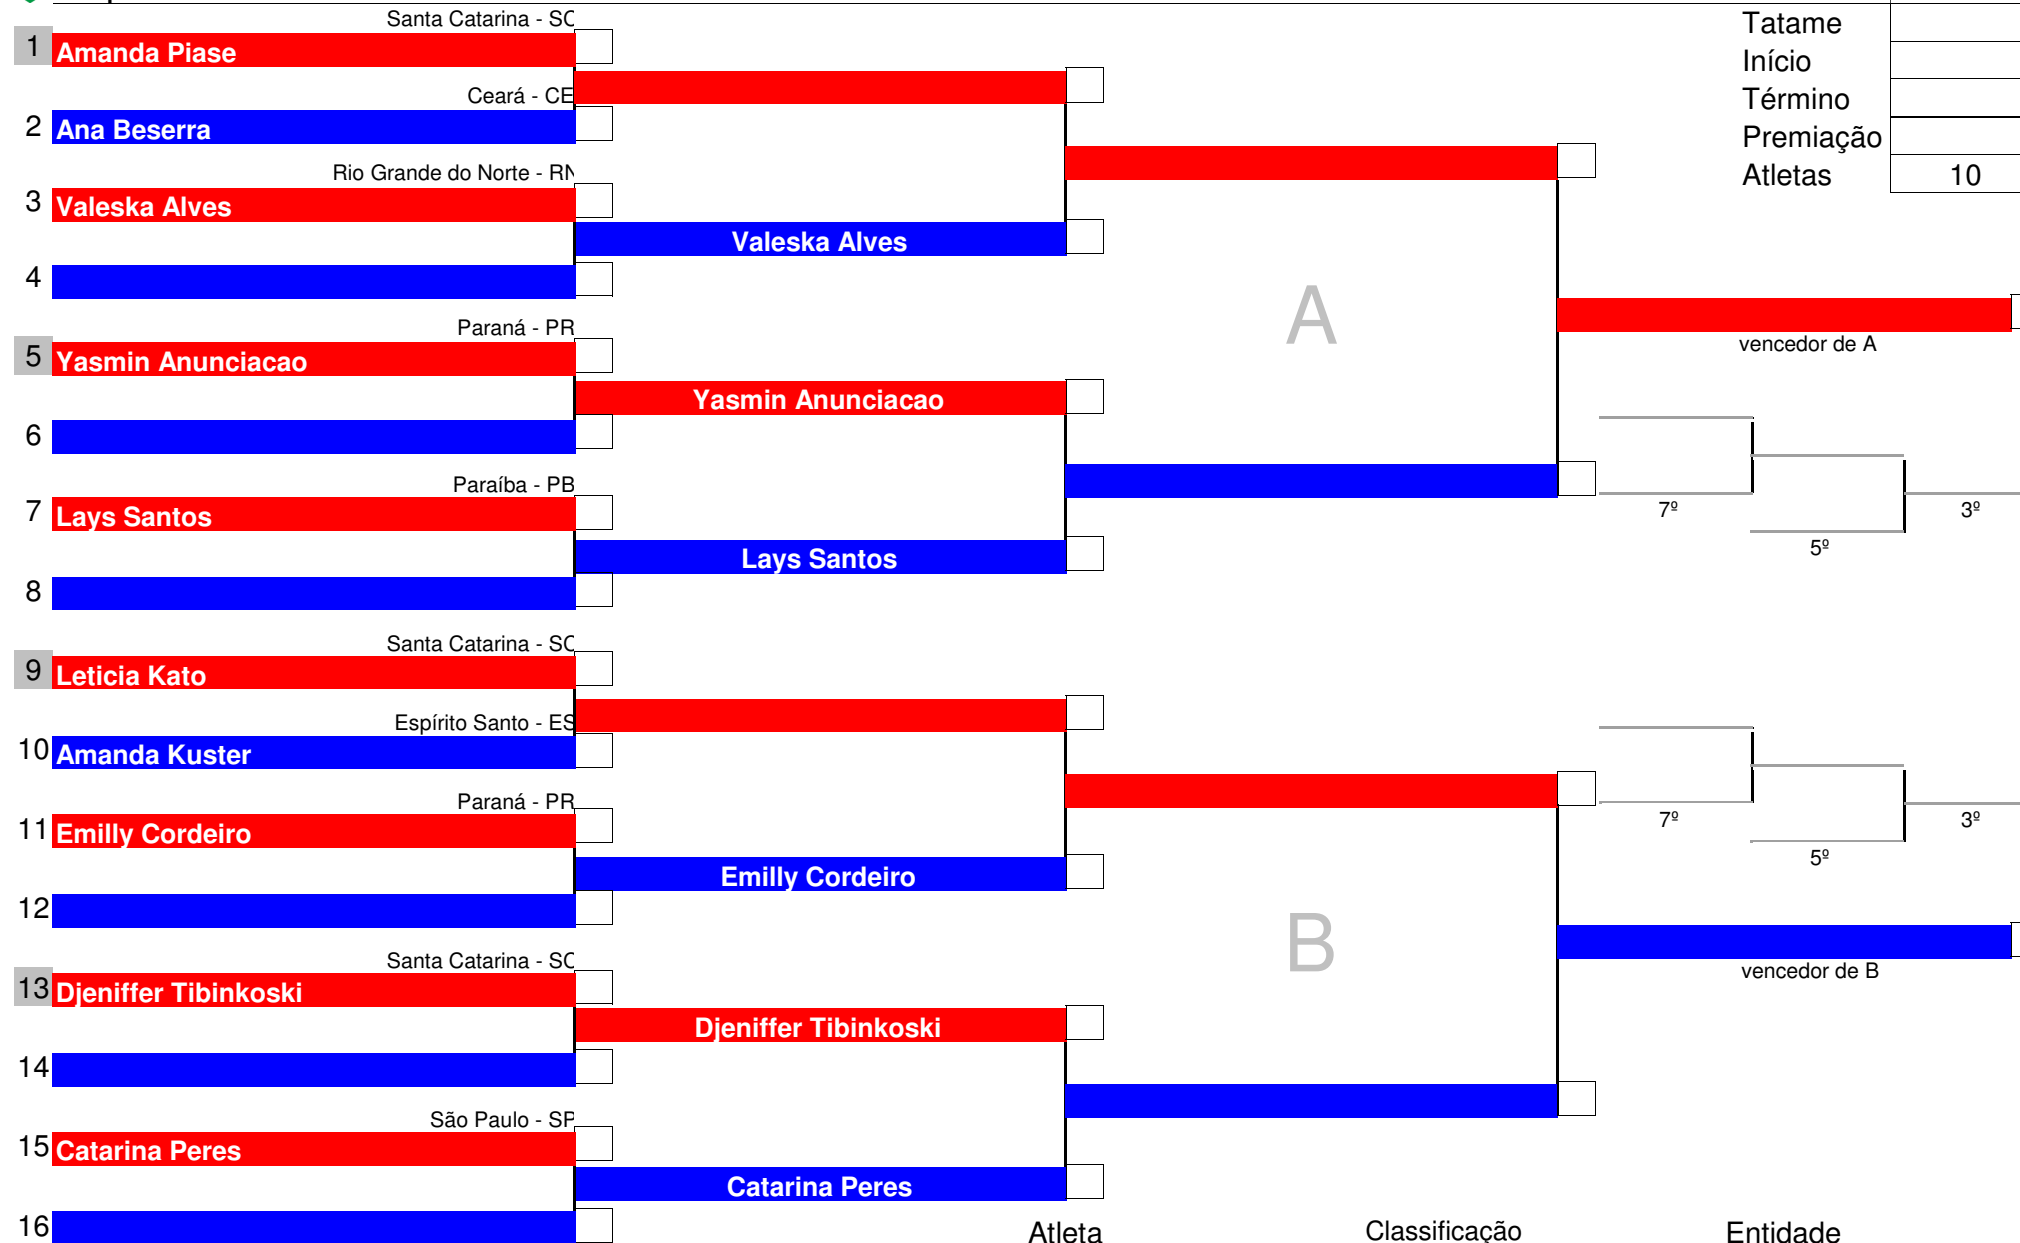 Santa Catarina - SC
1 Amanda Piase
Ceará - CE
2 Ana Beserra
Rio Grande do Norte - RN
3 Valeska Alves
Valeska Alves
4
Paraná - PR
5 Yasmin Anunciacao
Yasmin Anunciacao
6
Paraíba - PB
7 Lays Santos
Lays Santos
8
Santa Catarina - SC
9 Leticia Kato
Espírito Santo - ES
10 Amanda Kuster
Paraná - PR
11 Emilly Cordeiro
Emilly Cordeiro
12
Santa Catarina - SC
13 Djeniffer Tibinkoski
Djeniffer Tibinkoski
14
São Paulo - SP
15 Catarina Peres
Catarina Peres
16
A
B
Tatame
Início
Término
Premiação
Atletas 10
vencedor de A
7º
3º
5º
7º
3º
5º
vencedor de B
Atleta Classificação Entidade